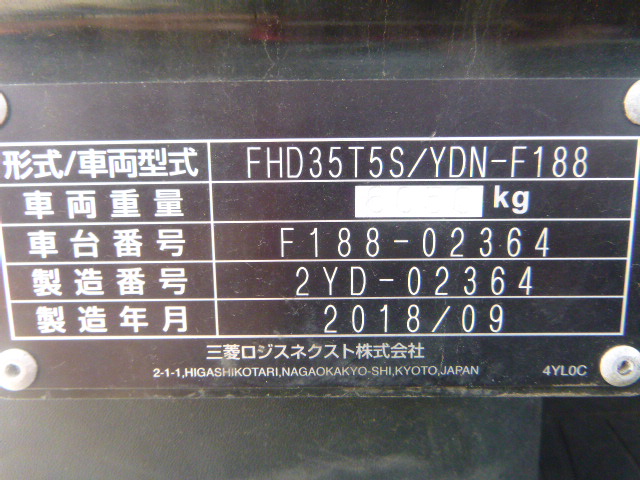 形式/車両型式 FHD35T5S/YDN-F188
車両重量 kg
車台番号 F188-02364
製造番号 2YD-02364
製造年月 2018/09
三菱ロジスネクスト株式会社
2-1-1,HIGASHIKOTARI,NAGAOKAKYO-SHI,KYOTO,JAPAN 4YL0C